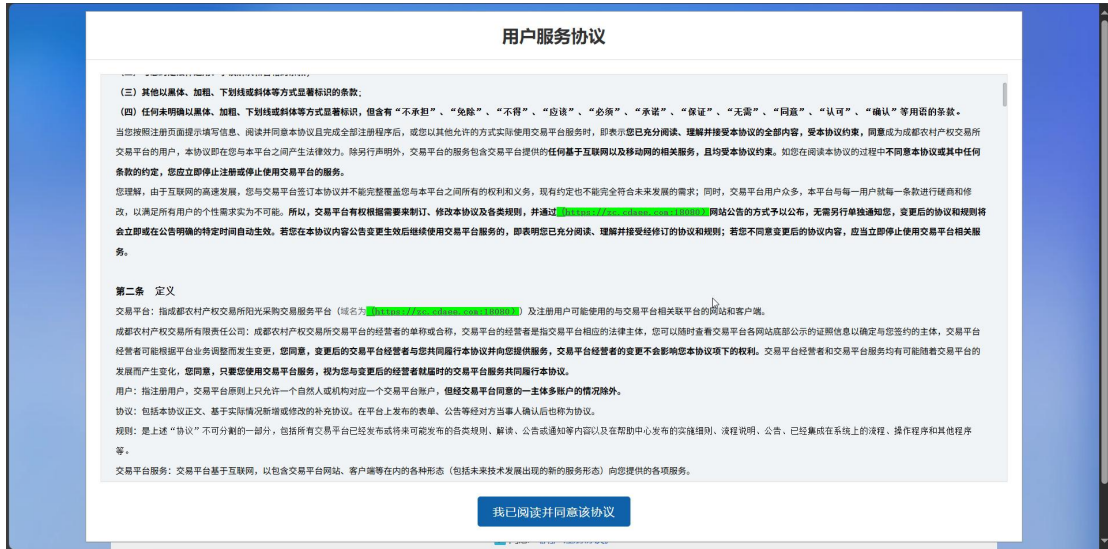 用户服务协议
（三）其他以黑体、加粗、下划线或斜体等方式显著标识的条款；
（四）任何未明确以黑体、加粗、下划线或斜体等方式显著标识，但含有“不承担”、“免除”、“不得”、“应该”、“必须”、“承诺”、“保证”、“无需”、“同意”、“认可”、“确认”等用语的条款。
当您按照注册页面提示填写信息、阅读并同意本协议且完成全部注册程序后，或您以其他允许的方式实际使用交易平台服务时，即表示您已充分阅读、理解并接受本协议的全部内容，受本协议约束，同意成为成都农村产权交易所
交易平台的用户，本协议即在您与本平台之间产生法律效力。除另行声明外，交易平台的服务包含交易平台提供的任何基于互联网以及移动网的相关服务，且均受本协议约束。如您在阅读本协议的过程中不同意本协议或其中任何
条款的约定，您应立即停止注册或停止使用交易平台的服务。
您理解，由于互联网的高速发展，您与交易平台签订本协议并不能完整覆盖您与本平台之间所有的权利和义务，现有约定也不能完全符合未来发展的需求；同时，交易平台用户众多，本平台与每一用户就每一条款进行磋商和修
改，以满足所有用户的个性需求实为不可能。所以，交易平台有权根据需要来制订、修改本协议及各类规则，并通过（https://zc.cdaee.com:18080）网站公告的方式予以公布，无需另行单独通知您，变更后的协议和规则将
会立即或在公告明确的特定时间自动生效。若您在本协议内容公告变更生效后继续使用交易平台服务的，即表明您已充分阅读、理解并接受经修订的协议和规则；若您不同意变更后的协议内容，应当立即停止使用交易平台相关服
务。
第二条 定义
交易平台：指成都农村产权交易所阳光采购交易服务平台（域名为（https://zc.cdaee.com:18080））及注册用户可能使用的与交易平台相关联平台的网站和客户端。
成都农村产权交易所有限责任公司：成都农村产权交易所交易平台的经营者的单称或合称，交易平台的经营者是指交易平台相应的法律主体，您可以随时查看交易平台各网站底部公示的证照信息以确定与您签约的主体，交易平台
经营者可能根据平台业务调整而发生变更，您同意，变更后的交易平台经营者与您共同履行本协议并向您提供服务，交易平台经营者的变更不会影响您本协议项下的权利。交易平台经营者和交易平台服务均有可能随着交易平台的
发展而产生变化，您同意，只要您使用交易平台服务，视为您与变更后的经营者就届时的交易平台服务共同履行本协议。
用户：指注册用户，交易平台原则上只允许一个自然人或机构对应一个交易平台账户，但经交易平台同意的一主体多账户的情况除外。
协议：包括本协议正文、基于实际情况新增或修改的补充协议。在平台上发布的表单、公告等经对方当事人确认后也称为协议。
规则：是上述“协议”不可分割的一部分，包括所有交易平台已经发布或将来可能发布的各类规则、解读、公告或通知等内容以及在帮助中心发布的实施细则、流程说明、公告、已经集成在系统上的流程、操作程序和其他程序
等。
交易平台服务：交易平台基于互联网，以包含交易平台网站、客户端等在内的各种形态（包括未来技术发展出现的新的服务形态）向您提供的各项服务。
我已阅读并同意该协议